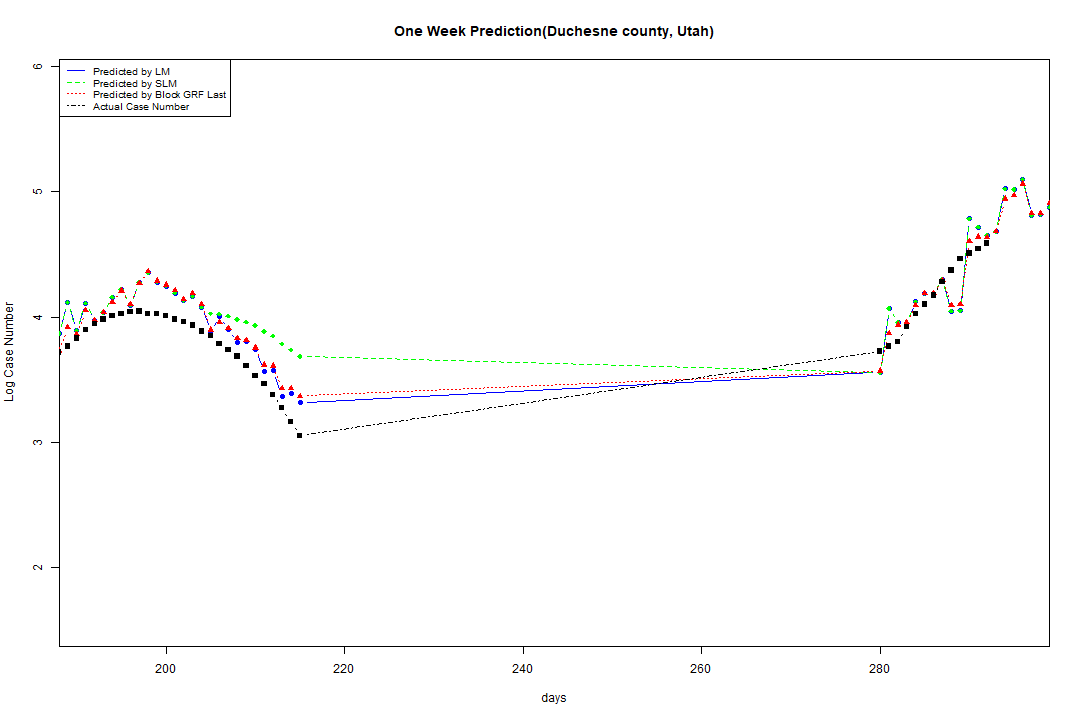 One Week Prediction(Duchesne county, Utah)
Predicted by LM
Predicted by SLM
Predicted by Block GRF Last
Actual Case Number
6
5
4
3
2
Log Case Number
200
220
240
260
280
days